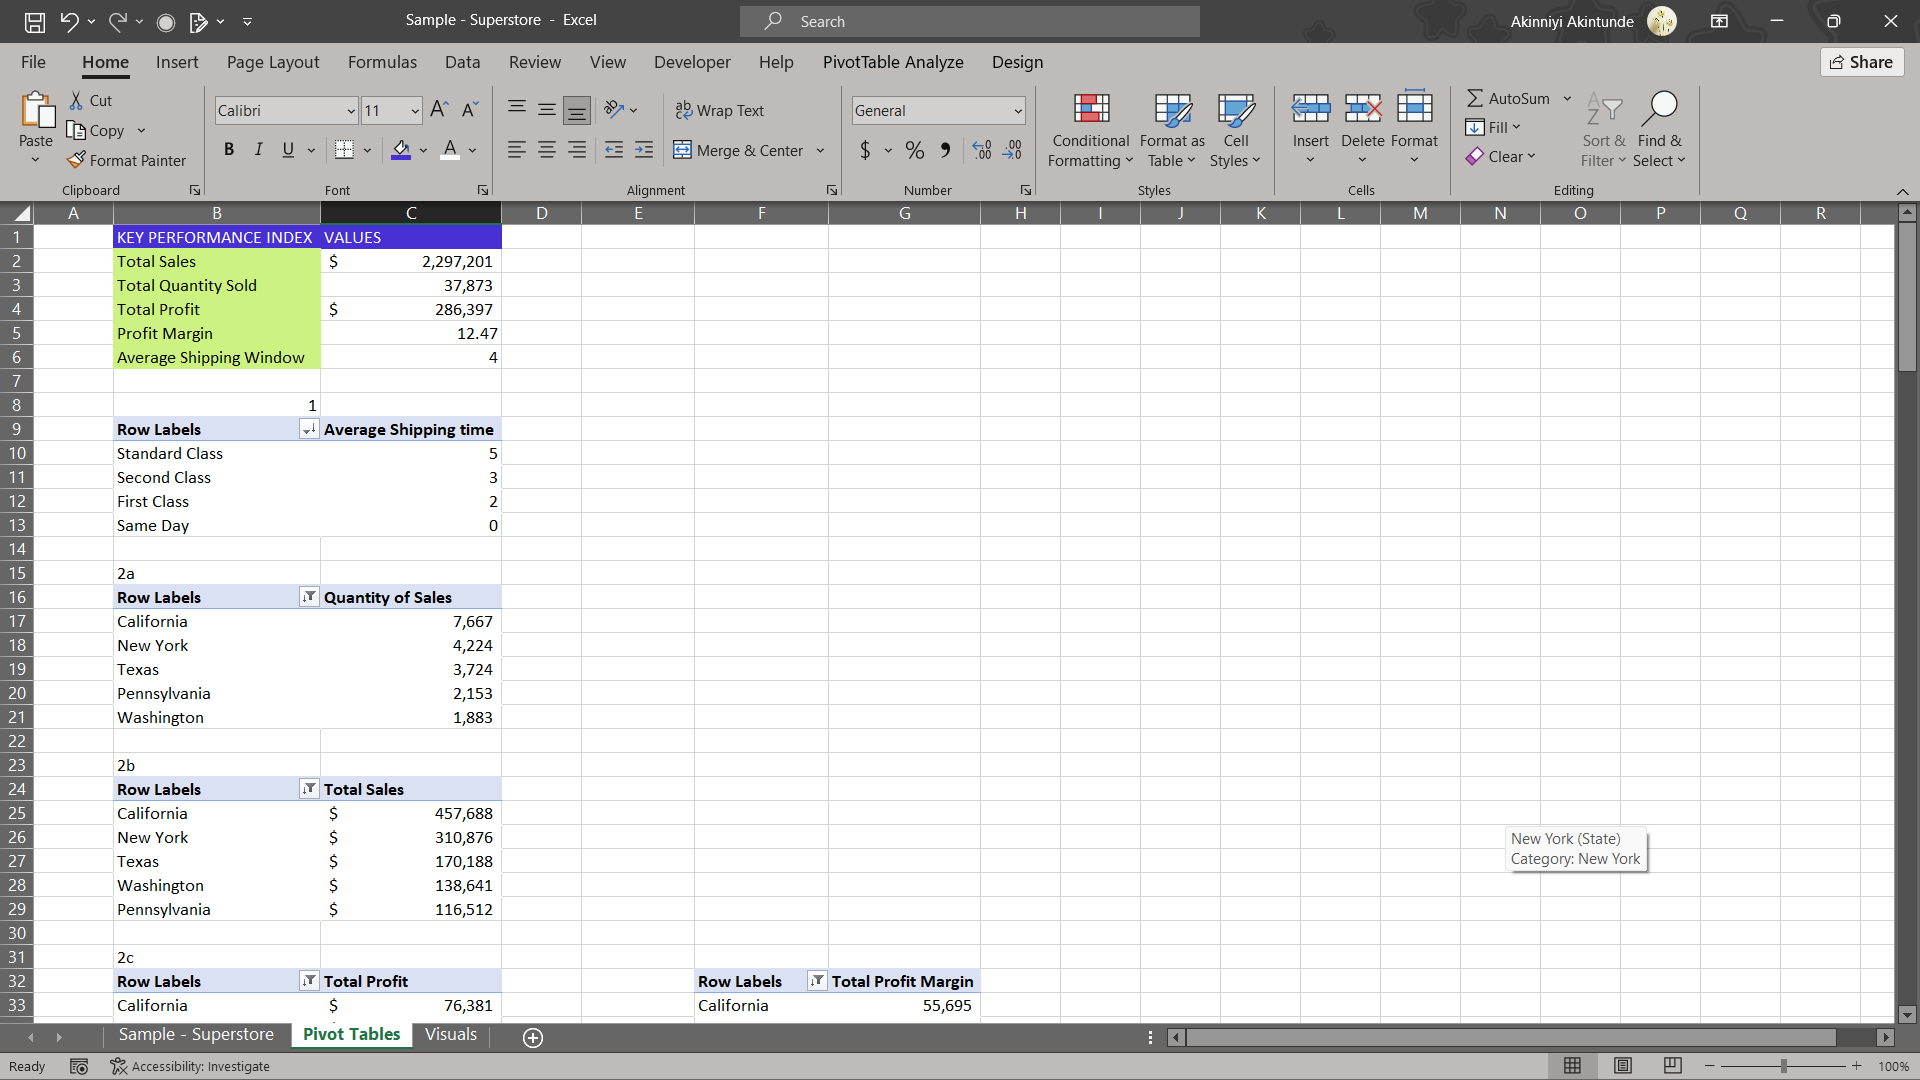 Sample - Superstore - Excel
Search
Akinniyi Akintunde
File Home Insert Page Layout Formulas Data Review View Developer Help PivotTable Analyze Design Share
Paste
Cut
Copy
Format Painter
Clipboard
Calibri 11
B I U A
Font
Wrap Text
Merge & Center
Alignment
General
$ % ,
Number
Conditional Formatting
Format as Table
Cell Styles
Styles
Insert Delete Format
Cells
AutoSum
Fill
Clear
Sort & Filter
Find & Select
Editing
A B C D E F G H I J K L M N O P Q R
1 KEY PERFORMANCE INDEX VALUES
2 Total Sales $ 2,297,201
3 Total Quantity Sold 37,873
4 Total Profit $ 286,397
5 Profit Margin 12.47
6 Average Shipping Window 4
7
8 1
9 Row Labels Average Shipping time
10 Standard Class 5
11 Second Class 3
12 First Class 2
13 Same Day 0
14
15 2a
16 Row Labels Quantity of Sales
17 California 7,667
18 New York 4,224
19 Texas 3,724
20 Pennsylvania 2,153
21 Washington 1,883
22
23 2b
24 Row Labels Total Sales
25 California $ 457,688
26 New York $ 310,876
27 Texas $ 170,188
28 Washington $ 138,641
29 Pennsylvania $ 116,512
30
31 2c
32 Row Labels Total Profit Row Labels Total Profit Margin
33 California $ 76,381 California 55,695
New York (State)
Category: New York
Sample - Superstore Pivot Tables Visuals
Ready Accessibility: Investigate 100%